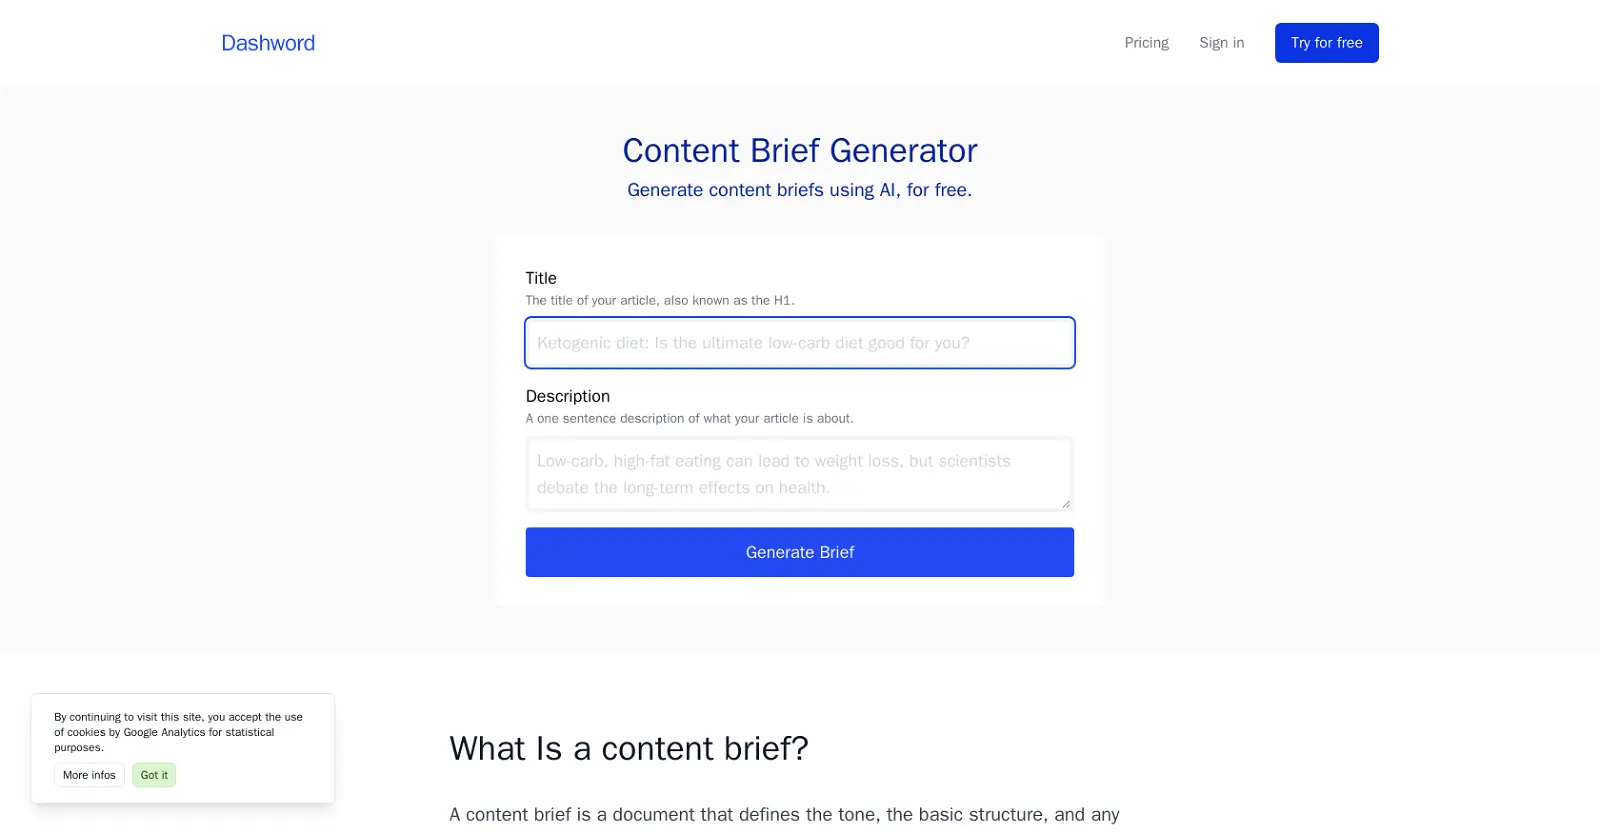 Dashword
Pricing
Sign in
Try for free
Content Brief Generator
Generate content briefs using AI, for free.
Title
The title of your article, also known as the H1.
Ketogenic diet: Is the ultimate low-carb diet good for you?
Description
A one sentence description of what your article is about.
Low-carb, high-fat eating can lead to weight loss, but scientists
debate the long-term effects on health.
Generate Brief
By continuing to visit this site, you accept the use
of cookies by Google Analytics for statistical
purposes.
More infos
Got it
What Is a content brief?
A content brief is a document that defines the tone, the basic structure, and any